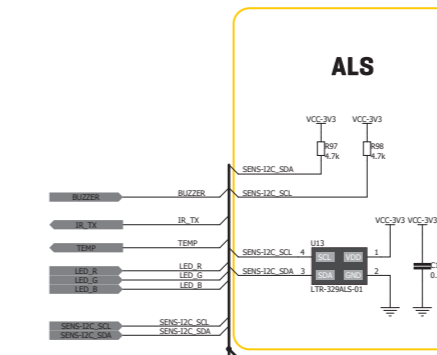 ALS
VCC-3V3 VCC-3V3
R97 R98
4.7k 4.7k
SENS-I2C_SDA
BUZZER BUZZER SENS-I2C_SCL
IR_TX IR_TX
VCC-3V3 VCC-3V3
TEMP TEMP
U13
SENS-I2C_SCL 4 SCL VDD 1
LED_R LED_R
SENS-I2C_SDA 3 SDA GND 2
LED_G LED_G
LED_B LED_B
LTR-329ALS-01
SENS-I2C_SCL SENS-I2C_SCL
SENS-I2C_SDA SENS-I2C_SDA